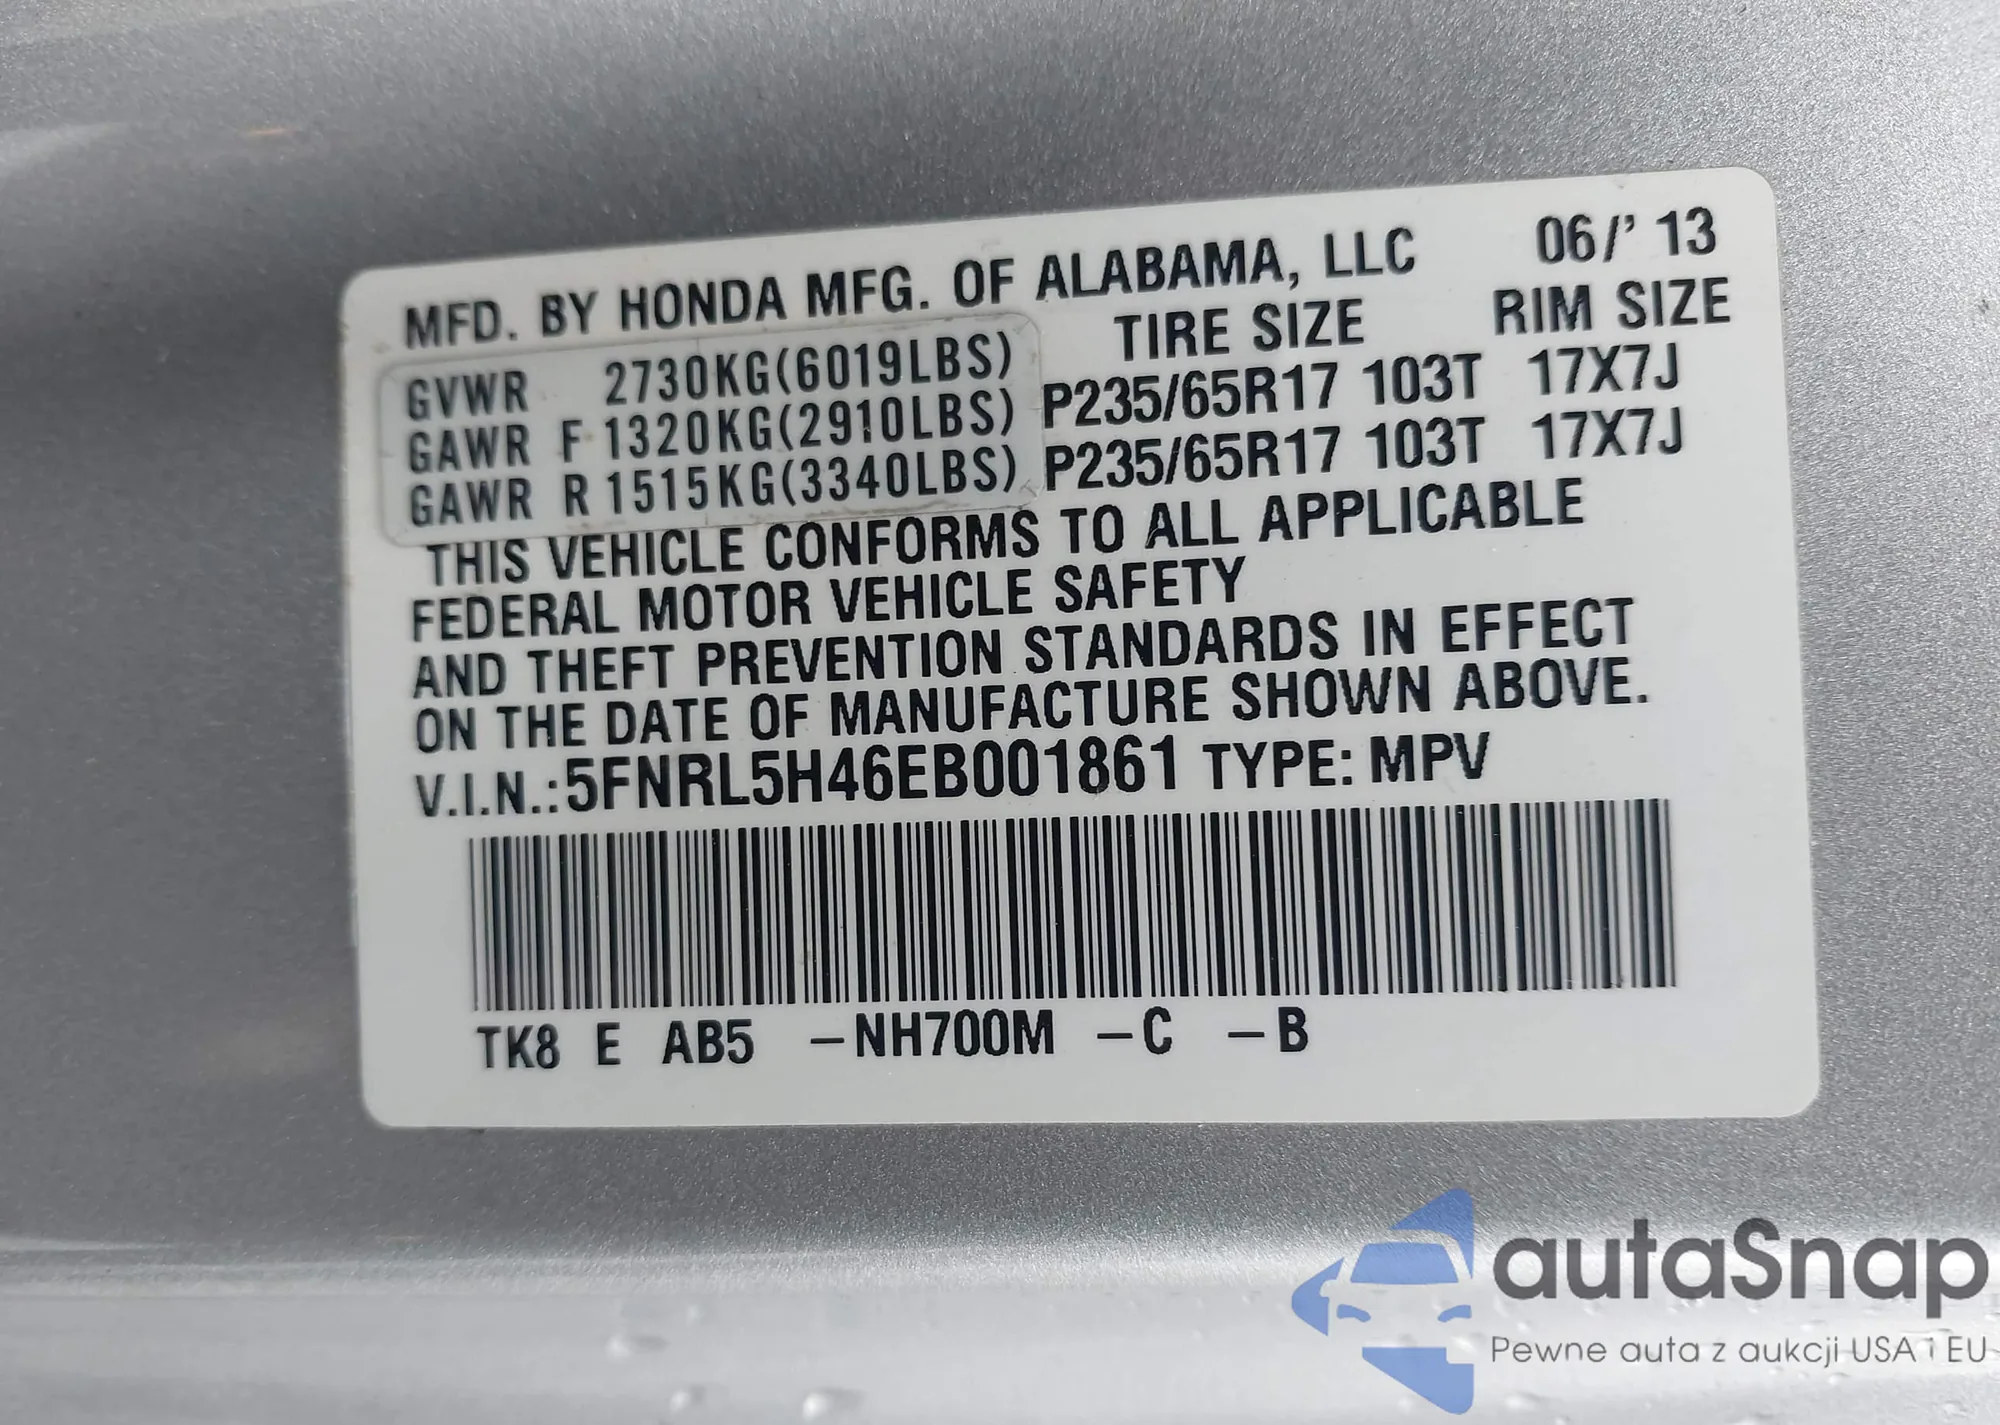 MFD. BY HONDA MFG. OF ALABAMA, LLC 06/' 13
TIRE SIZE RIM SIZE
GVWR 2730KG(6019LBS)
GAWR F 1320KG(2910LBS) P235/65R17 103T 17X7J
GAWR R 1515KG(3340LBS) P235/65R17 103T 17X7J
THIS VEHICLE CONFORMS TO ALL APPLICABLE
FEDERAL MOTOR VEHICLE SAFETY
AND THEFT PREVENTION STANDARDS IN EFFECT
ON THE DATE OF MANUFACTURE SHOWN ABOVE.
V.I.N.:5FNRL5H46EB001861 TYPE: MPV
TK8 E AB5 –NH700M –C –B
autaSnap
Pewne auta z aukcji USA i EU